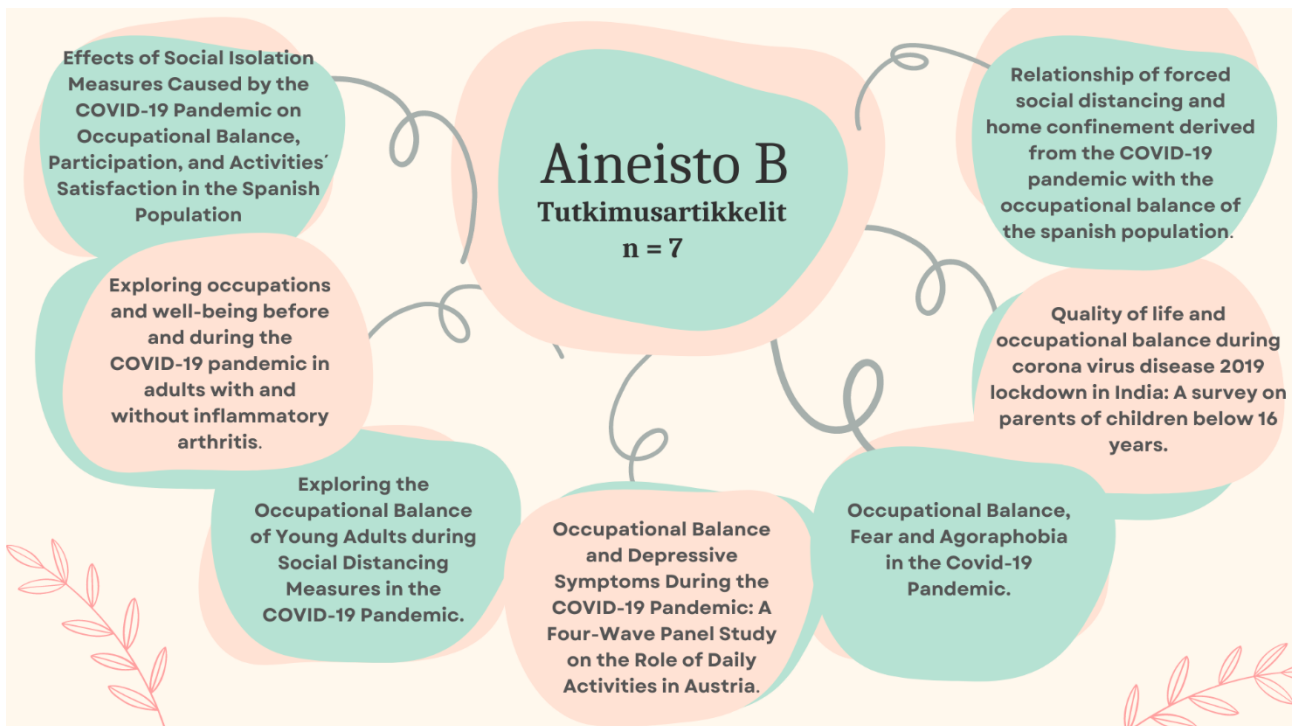 Aineisto B
Tutkimusartikkelit
n = 7
Effects of Social Isolation
Measures Caused by the
COVID-19 Pandemic on
Occupational Balance,
Participation, and Activities´
Satisfaction in the Spanish
Population
Exploring occupations
and well-being before
and during the
COVID-19 pandemic in
adults with and
without inflammatory
arthritis.
Exploring the
Occupational Balance
of Young Adults during
Social Distancing
Measures in the
COVID-19 Pandemic.
Occupational Balance
and Depressive
Symptoms During the
COVID-19 Pandemic: A
Four-Wave Panel Study
on the Role of Daily
Activities in Austria.
Occupational Balance,
Fear and Agoraphobia
in the Covid-19
Pandemic.
Quality of life and
occupational balance during
corona virus disease 2019
lockdown in India: A survey on
parents of children below 16
years.
Relationship of forced
social distancing and
home confinement derived
from the COVID-19
pandemic with the
occupational balance of
the spanish population.